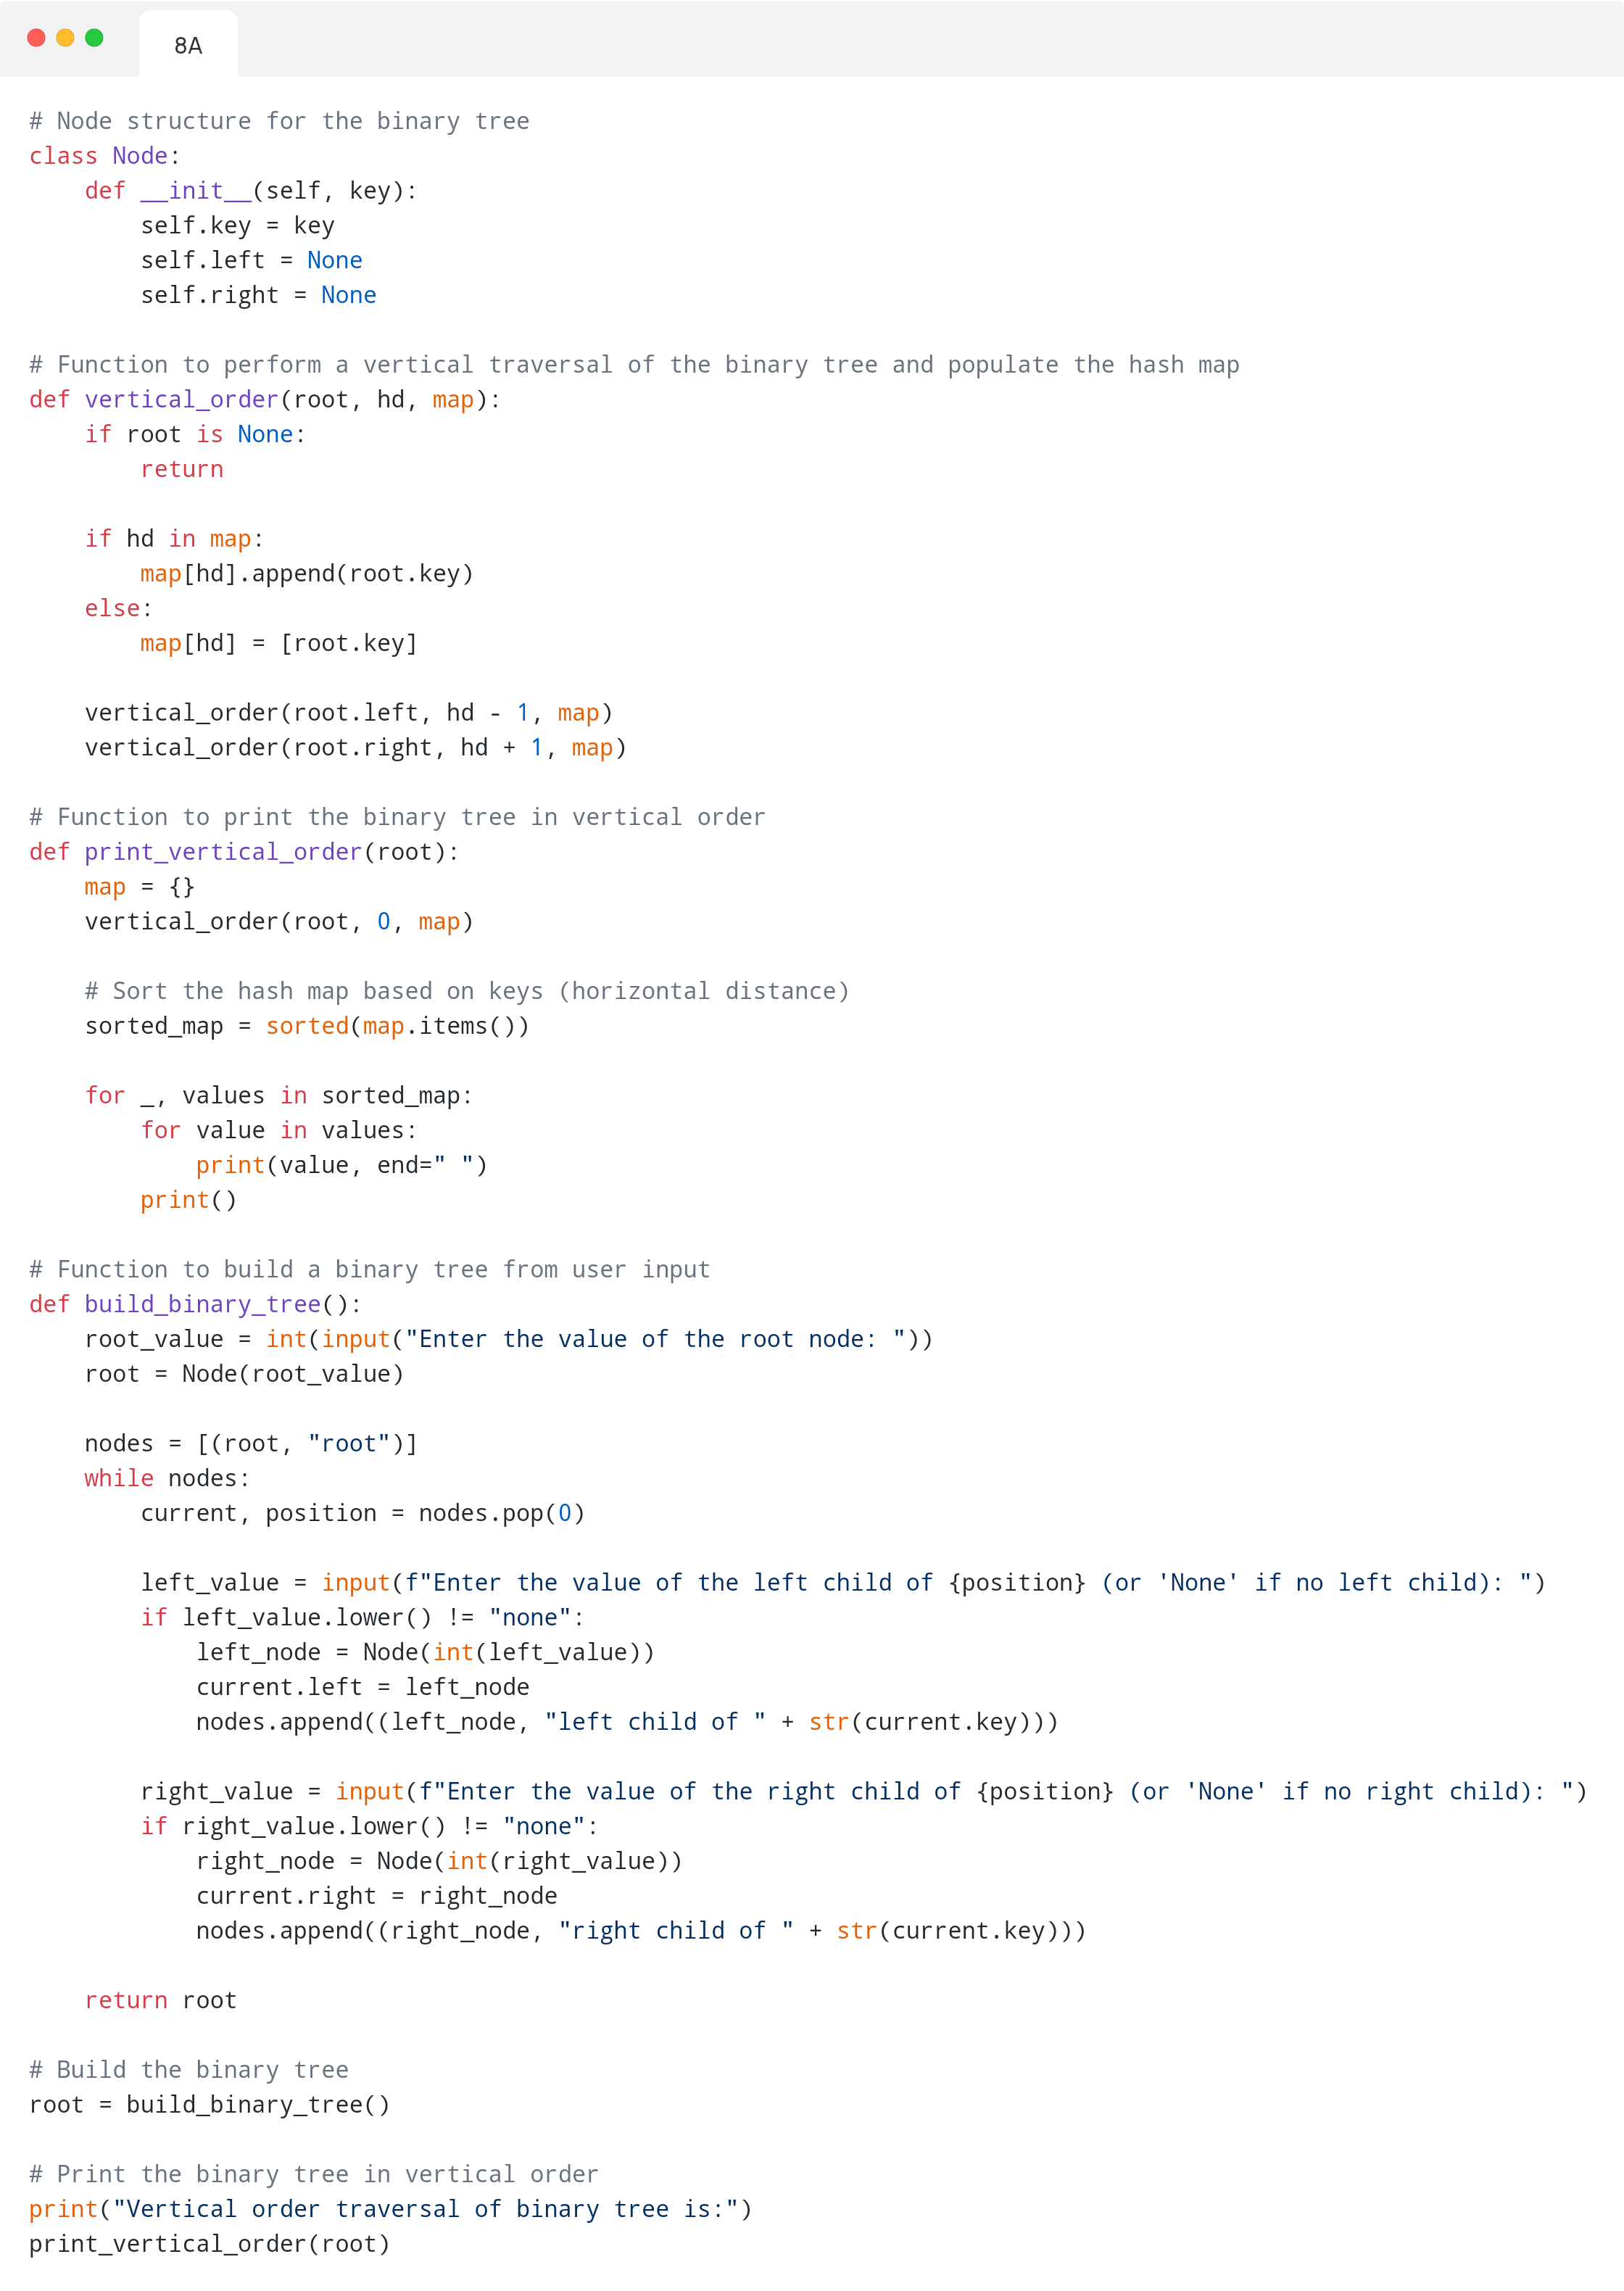 8A
# Node structure for the binary tree
class Node:
    def __init__(self, key):
        self.key = key
        self.left = None
        self.right = None

# Function to perform a vertical traversal of the binary tree and populate the hash map
def vertical_order(root, hd, map):
    if root is None:
        return

    if hd in map:
        map[hd].append(root.key)
    else:
        map[hd] = [root.key]

    vertical_order(root.left, hd - 1, map)
    vertical_order(root.right, hd + 1, map)

# Function to print the binary tree in vertical order
def print_vertical_order(root):
    map = {}
    vertical_order(root, 0, map)

    # Sort the hash map based on keys (horizontal distance)
    sorted_map = sorted(map.items())

    for _, values in sorted_map:
        for value in values:
            print(value, end=" ")
        print()

# Function to build a binary tree from user input
def build_binary_tree():
    root_value = int(input("Enter the value of the root node: "))
    root = Node(root_value)

    nodes = [(root, "root")]
    while nodes:
        current, position = nodes.pop(0)

        left_value = input(f"Enter the value of the left child of {position} (or 'None' if no left child): ")
        if left_value.lower() != "none":
            left_node = Node(int(left_value))
            current.left = left_node
            nodes.append((left_node, "left child of " + str(current.key)))

        right_value = input(f"Enter the value of the right child of {position} (or 'None' if no right child): ")
        if right_value.lower() != "none":
            right_node = Node(int(right_value))
            current.right = right_node
            nodes.append((right_node, "right child of " + str(current.key)))

    return root

# Build the binary tree
root = build_binary_tree()

# Print the binary tree in vertical order
print("Vertical order traversal of binary tree is:")
print_vertical_order(root)